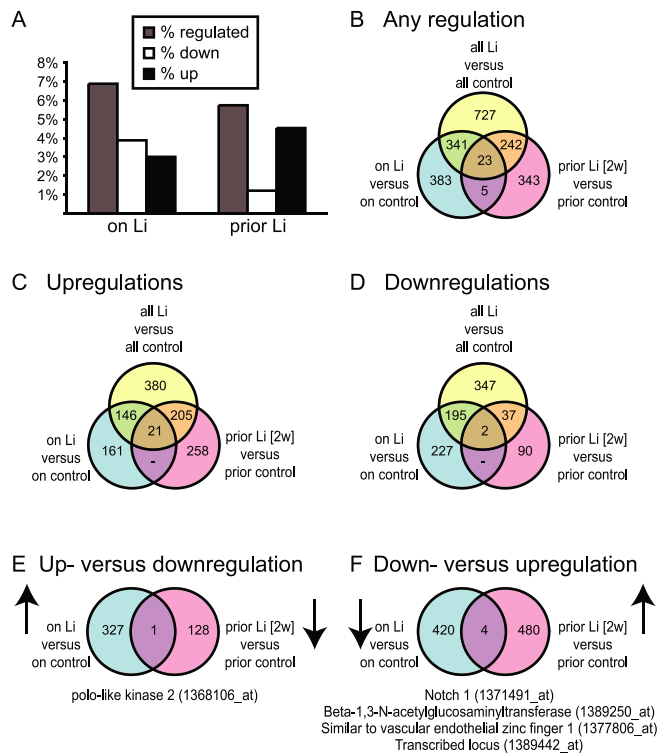 A
% regulated
% down
% up
8%
7%
6%
5%
4%
3%
2%
1%
on Li
prior Li
B Any regulation
all Li
versus
all control
727
341
242
23
on Li
versus
on control
383
5
343
prior Li [2w]
versus
prior control
C Upregulations
all Li
versus
all control
380
146
205
21
on Li
versus
on control
161
-
258
prior Li [2w]
versus
prior control
D Downregulations
all Li
versus
all control
347
195
37
2
on Li
versus
on control
227
-
90
prior Li [2w]
versus
prior control
E Up- versus downregulation
on Li
versus
on control
327
1
128
prior Li [2w]
versus
prior control
polo-like kinase 2 (1368106_at)
F Down- versus upregulation
on Li
versus
on control
420
4
480
prior Li [2w]
versus
prior control
Notch 1 (1371491_at)
Beta-1,3-N-acetylglucosaminyltransferase (1389250_at)
Similar to vascular endothelial zinc finger 1 (1377806_at)
Transcribed locus (1389442_at)